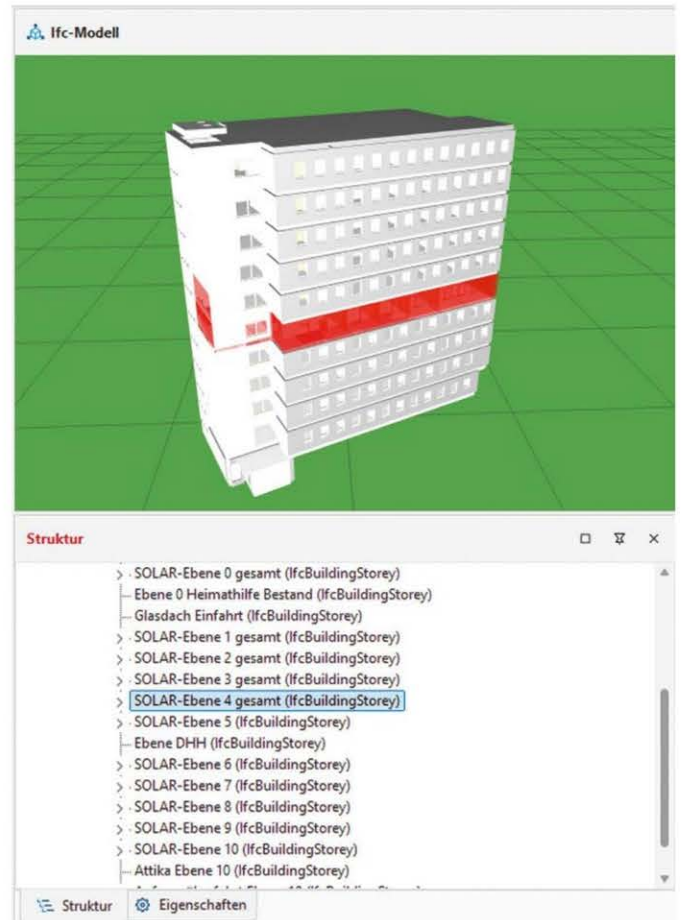 Ifc-Modell
Struktur
SOLAR-Ebene 0 gesamt (IfcBuildingStorey)
Ebene 0 Heimathilfe Bestand (IfcBuildingStorey)
Glasdach Einfahrt (IfcBuildingStorey)
SOLAR-Ebene 1 gesamt (IfcBuildingStorey)
SOLAR-Ebene 2 gesamt (IfcBuildingStorey)
SOLAR-Ebene 3 gesamt (IfcBuildingStorey)
SOLAR-Ebene 4 gesamt (IfcBuildingStorey)
SOLAR-Ebene 5 (IfcBuildingStorey)
Ebene DHH (IfcBuildingStorey)
SOLAR-Ebene 6 (IfcBuildingStorey)
SOLAR-Ebene 7 (IfcBuildingStorey)
SOLAR-Ebene 8 (IfcBuildingStorey)
SOLAR-Ebene 9 (IfcBuildingStorey)
SOLAR-Ebene 10 (IfcBuildingStorey)
Attika Ebene 10 (IfcBuildingStorey)
Struktur Eigenschaften